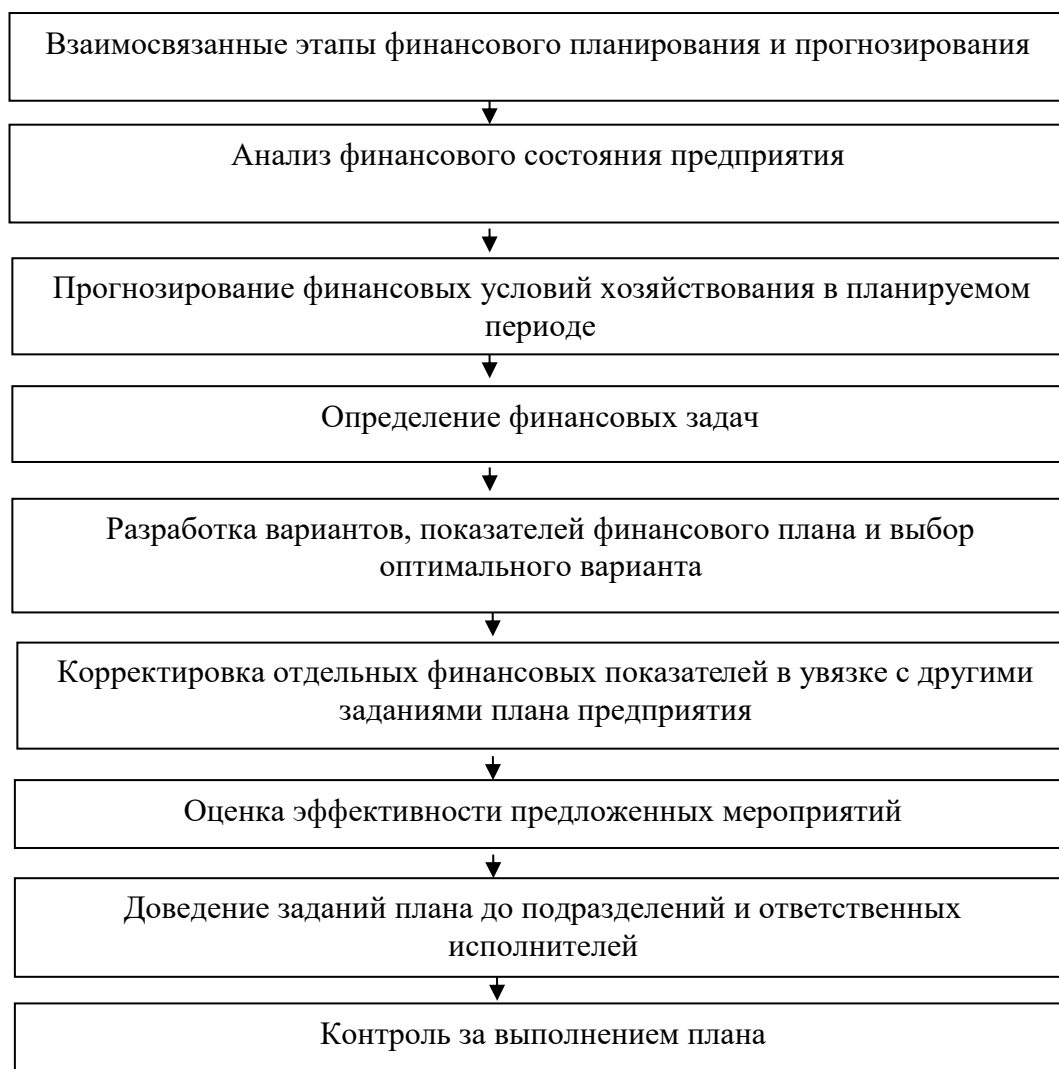 Взаимосвязанные этапы финансового планирования и прогнозирования
Анализ финансового состояния предприятия
Прогнозирование финансовых условий хозяйствования в планируемом
периоде
Определение финансовых задач
Разработка вариантов, показателей финансового плана и выбор
оптимального варианта
Корректировка отдельных финансовых показателей в увязке с другими
заданиями плана предприятия
Оценка эффективности предложенных мероприятий
Доведение заданий плана до подразделений и ответственных
исполнителей
Контроль за выполнением плана